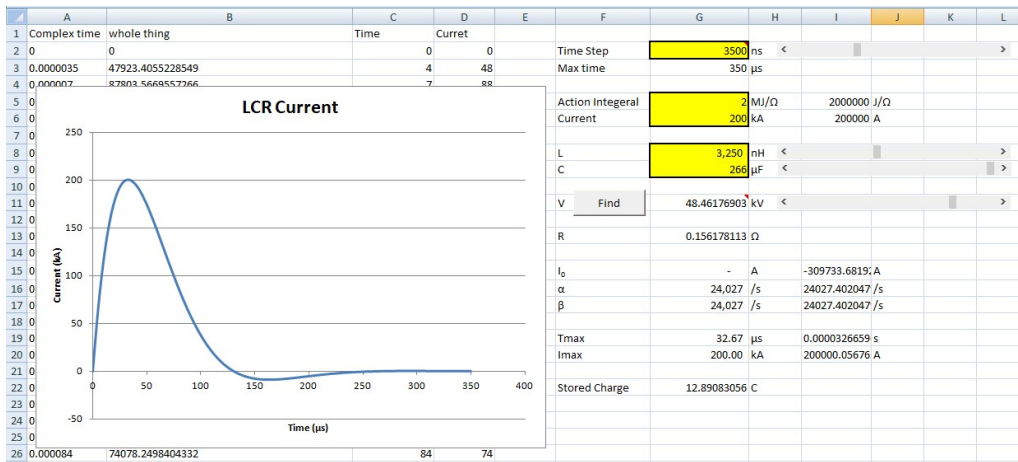 A B C D E F G H I J K L
1 Complex time whole thing Time Curret
2 0 0 0 0 Time Step 3500 ns
3 0.0000035 47923.4055228549 4 48 Max time 350 µs
4 0.000007 87803.5669557266 7 88
5 0 Action Integeral 2 MJ/Ω 2000000 J/Ω
6 0 Current 200 kA 200000 A
7 0
8 0 L 3,250 nH
9 0 C 266 µF
10 0
11 0 V Find 48.46176903 kV
12 0
13 0 R 0.156178113 Ω
14 0
15 0 I₀ - A -309733.6819 A
16 0 α 24,027 /s 24027.402047 /s
17 0 β 24,027 /s 24027.402047 /s
18 0
19 0 Tmax 32.67 µs 0.0000326659 s
20 0 Imax 200.00 kA 200000.05676 A
21 0
22 0 Stored Charge 12.89083056 C
23 0
24 0
25 0
26 0.000084 74078.2498404332 84 74
LCR Current
250
200
150
100
50
0
-50
Current (kA)
0 50 100 150 200 250 300 350 400
Time (µs)